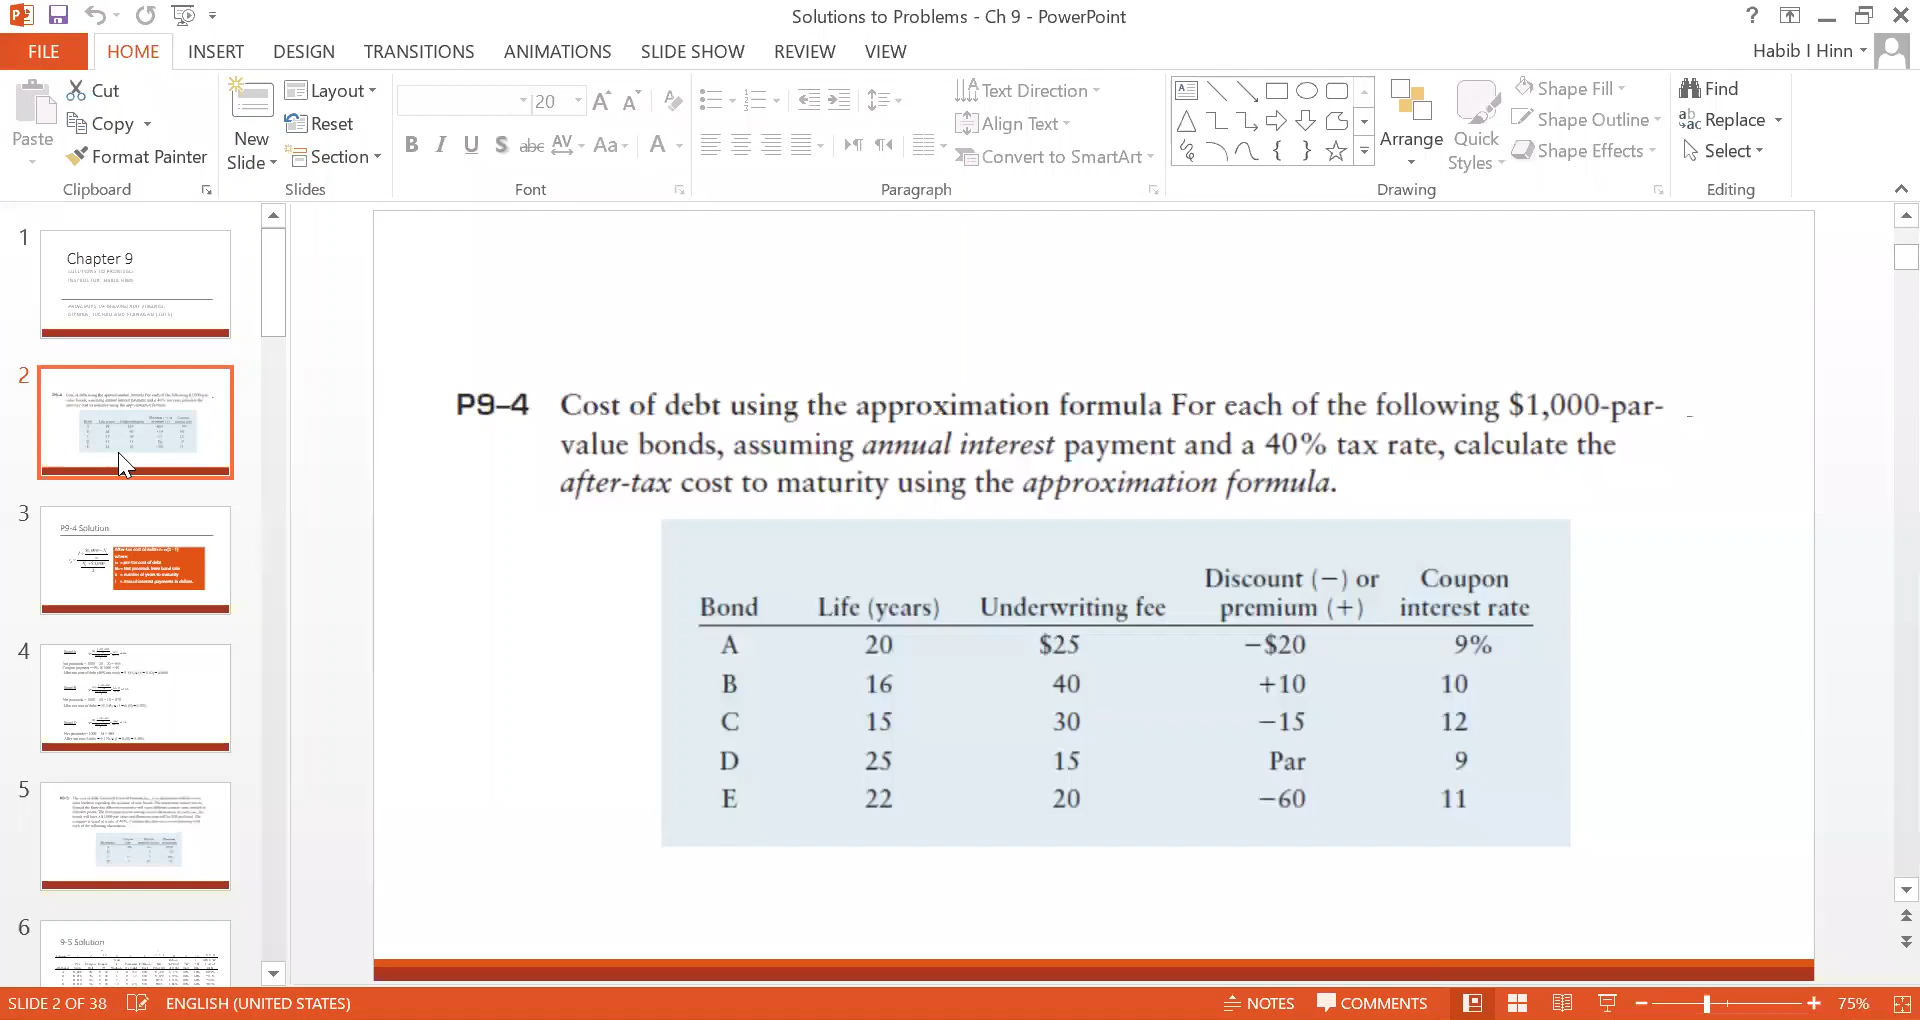 Solutions to Problems - Ch 9 - PowerPoint
?
FILE HOME INSERT DESIGN TRANSITIONS ANIMATIONS SLIDE SHOW REVIEW VIEW
Habib I Hinn
Paste
Cut
Copy
Format Painter
Clipboard
New
Slide
Layout
Reset
Section
Slides
20
B I U S abc AV Aa A
Font
Text Direction
Align Text
Convert to SmartArt
Paragraph
Arrange
Quick
Styles
Shape Fill
Shape Outline
Shape Effects
Drawing
Find
Replace
Select
Editing
1
Chapter 9
2
3
P9-4 Solution
4
5
6
9-5 Solution
P9–4 Cost of debt using the approximation formula For each of the following $1,000-par-
value bonds, assuming annual interest payment and a 40% tax rate, calculate the
after-tax cost to maturity using the approximation formula.
Discount (−) or Coupon
Bond Life (years) Underwriting fee premium (+) interest rate
A 20 $25 −$20 9%
B 16 40 +10 10
C 15 30 −15 12
D 25 15 Par 9
E 22 20 −60 11
SLIDE 2 OF 38 ENGLISH (UNITED STATES) NOTES COMMENTS 75%